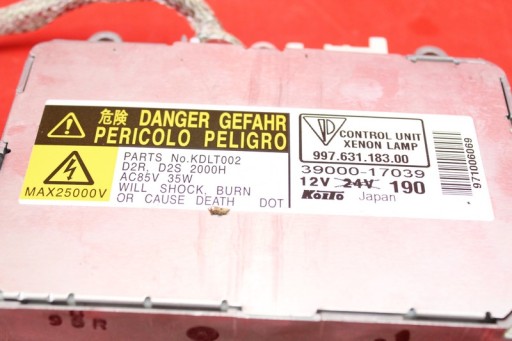 危険 DANGER GEFAHR
PERICOLO PELIGRO
MAX25000V
PARTS No.KDLT002
D2R, D2S 2000H
AC85V 35W
WILL SHOCK, BURN
OR CAUSE DEATH DOT
CONTROL UNIT
XENON LAMP
997.631.183.00
39000-17039
12V 24V 190
Koito Japan
971006069